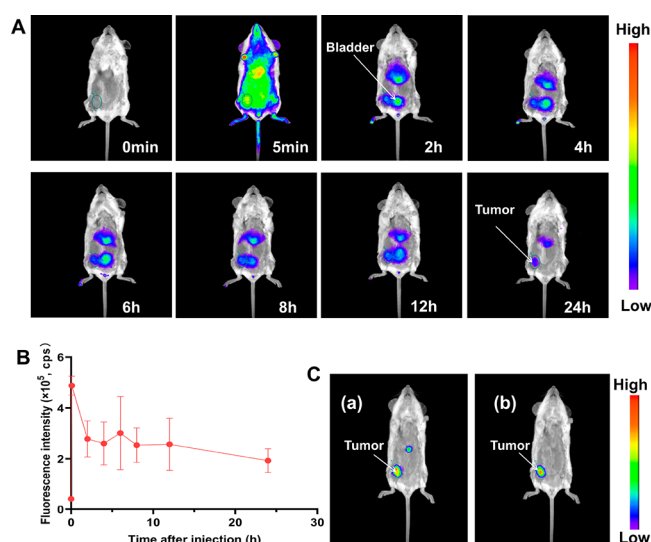 A
High
Bladder
0min
5min
2h
4h
Tumor
6h
8h
12h
24h
Low
B
Fluorescence intensity (×10⁵, cps)
6
4
2
0
0
10
20
30
Time after injection (h)
C
High
(a)
(b)
Tumor
Tumor
Low